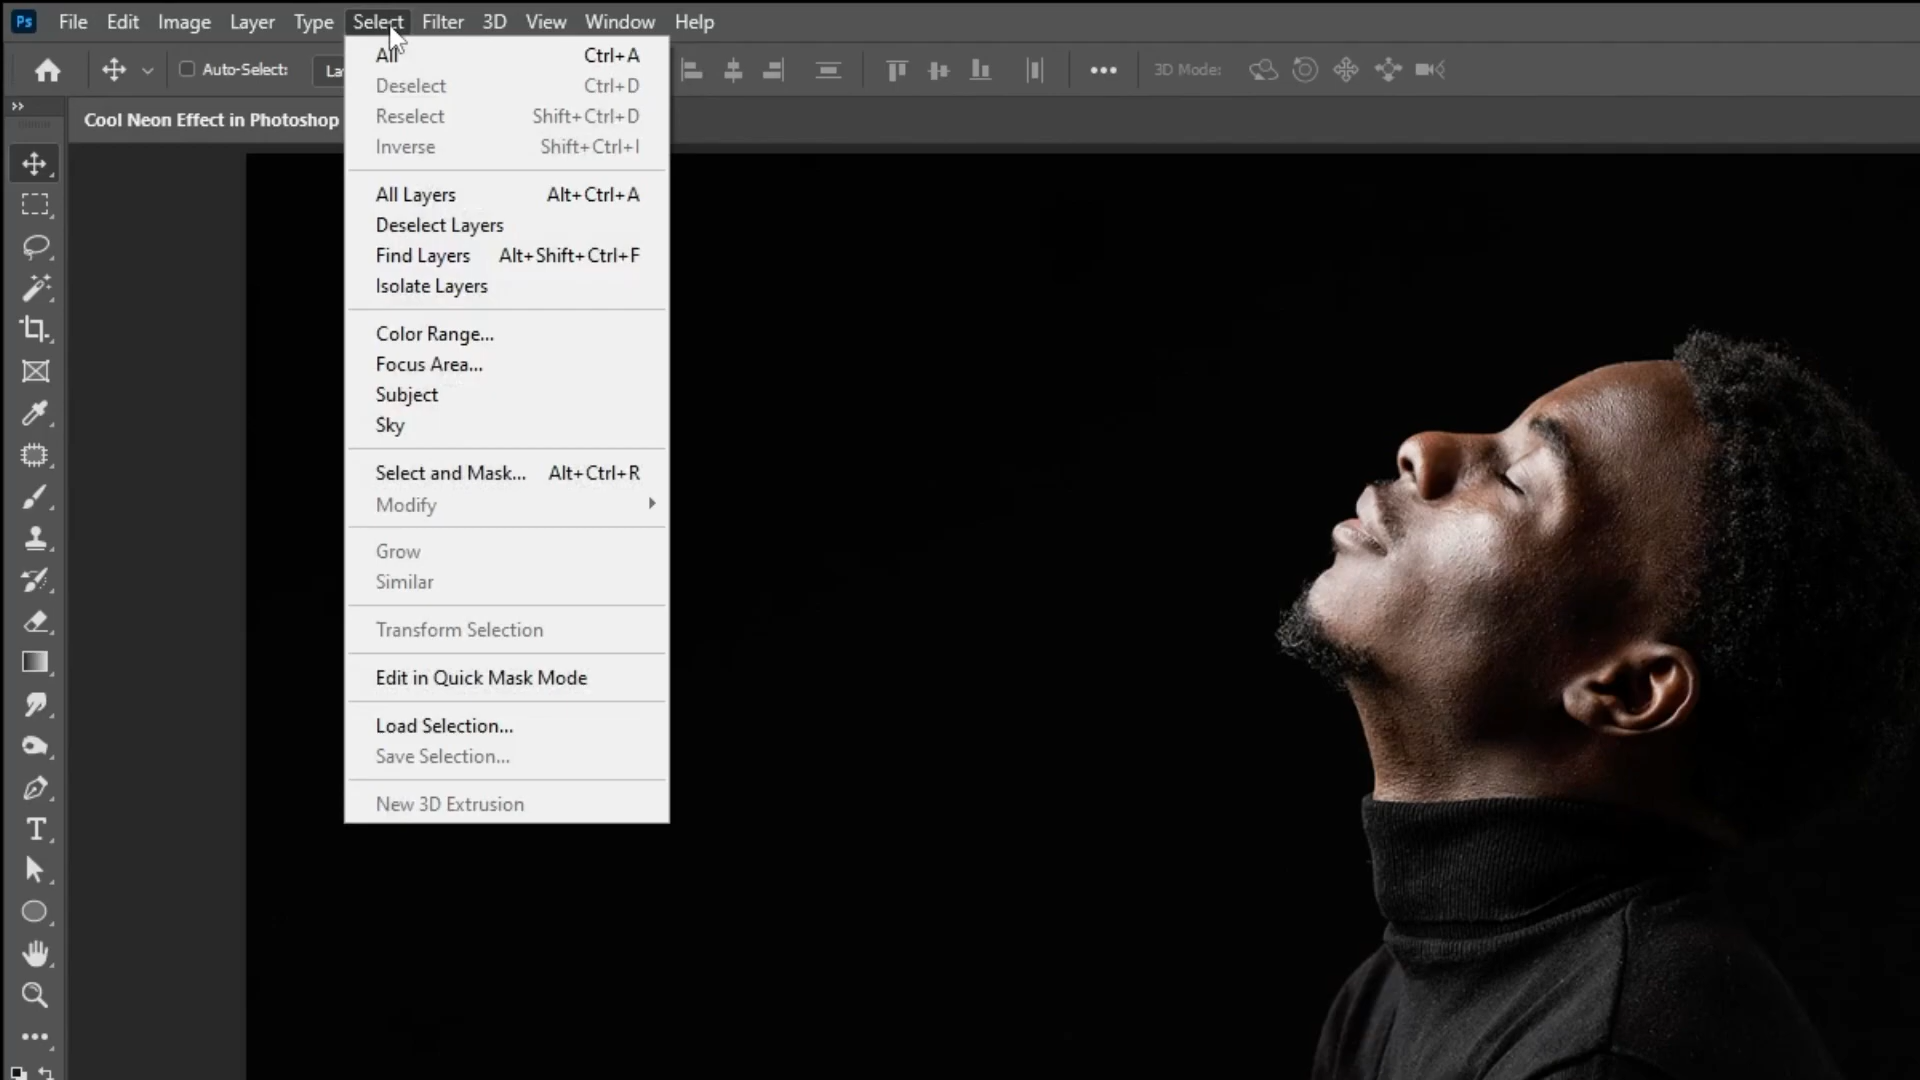 Ps File Edit Image Layer Type Select Filter 3D View Window Help
Auto-Select: 3D Mode:
Cool Neon Effect in Photoshop
All Ctrl+A
Deselect Ctrl+D
Reselect Shift+Ctrl+D
Inverse Shift+Ctrl+I
All Layers Alt+Ctrl+A
Deselect Layers
Find Layers Alt+Shift+Ctrl+F
Isolate Layers
Color Range...
Focus Area...
Subject
Sky
Select and Mask... Alt+Ctrl+R
Modify
Grow
Similar
Transform Selection
Edit in Quick Mask Mode
Load Selection...
Save Selection...
New 3D Extrusion